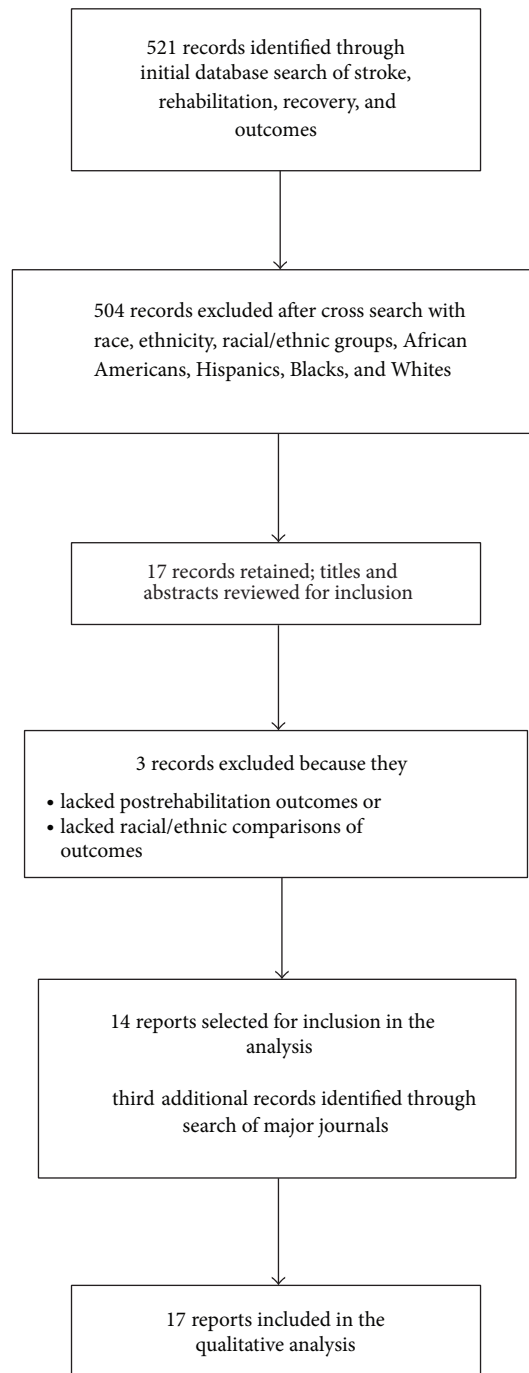 521 records identified through
initial database search of stroke,
rehabilitation, recovery, and
outcomes
504 records excluded after cross search with
race, ethnicity, racial/ethnic groups, African
Americans, Hispanics, Blacks, and Whites
17 records retained; titles and
abstracts reviewed for inclusion
3 records excluded because they
• lacked postrehabilitation outcomes or
• lacked racial/ethnic comparisons of
outcomes
14 reports selected for inclusion in the
analysis
third additional records identified through
search of major journals
17 reports included in the
qualitative analysis